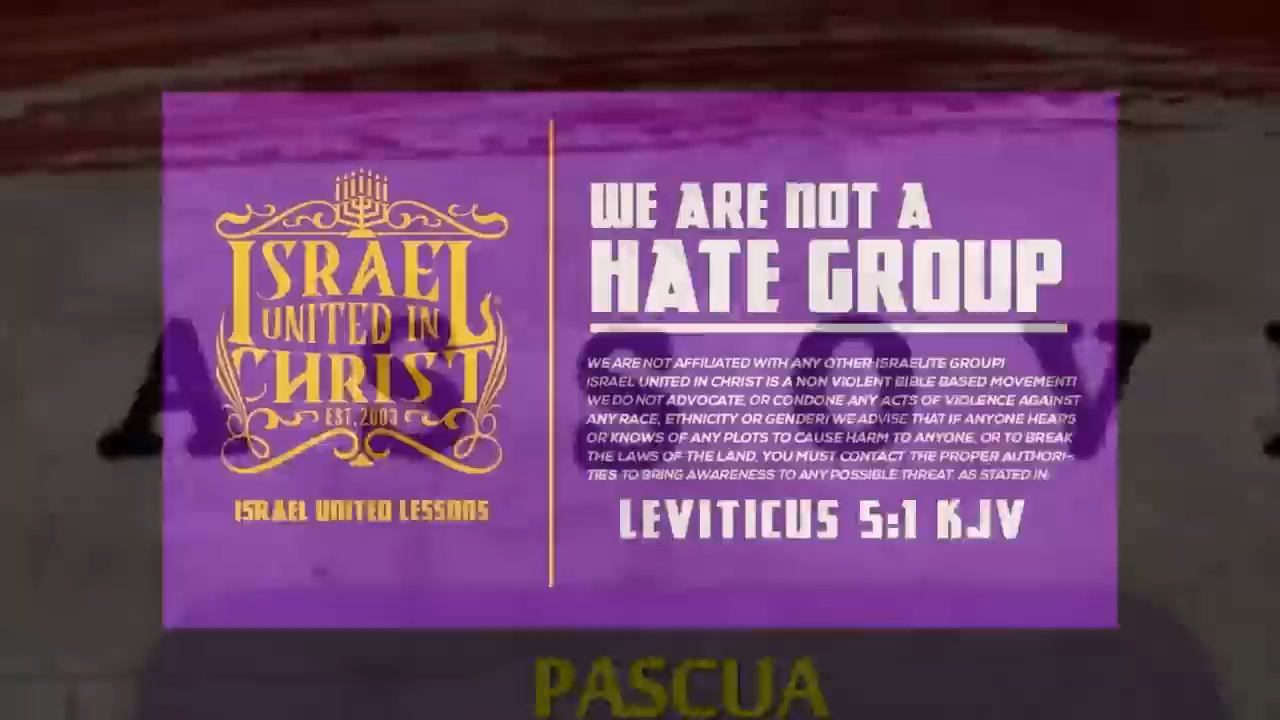 ISRAEL
UNITED IN
CHRIST
EST. 2003
ISRAEL UNITED LESSONS
WE ARE NOT A
HATE GROUP
WE ARE NOT AFFILIATED WITH ANY OTHER ISRAELITE GROUP!
ISRAEL UNITED IN CHRIST IS A NON VIOLENT BIBLE BASED MOVEMENT!
WE DO NOT ADVOCATE, OR CONDONE ANY ACTS OF VIOLENCE AGAINST
ANY RACE, ETHNICITY OR GENDER! WE ADVISE THAT IF ANYONE HEARS
OR KNOWS OF ANY PLOTS TO CAUSE HARM TO ANYONE, OR TO BREAK
THE LAWS OF THE LAND, YOU MUST CONTACT THE PROPER AUTHORI-
TIES TO BRING AWARENESS TO ANY POSSIBLE THREAT. AS STATED IN:
LEVITICUS 5:1 KJV
PASCUA